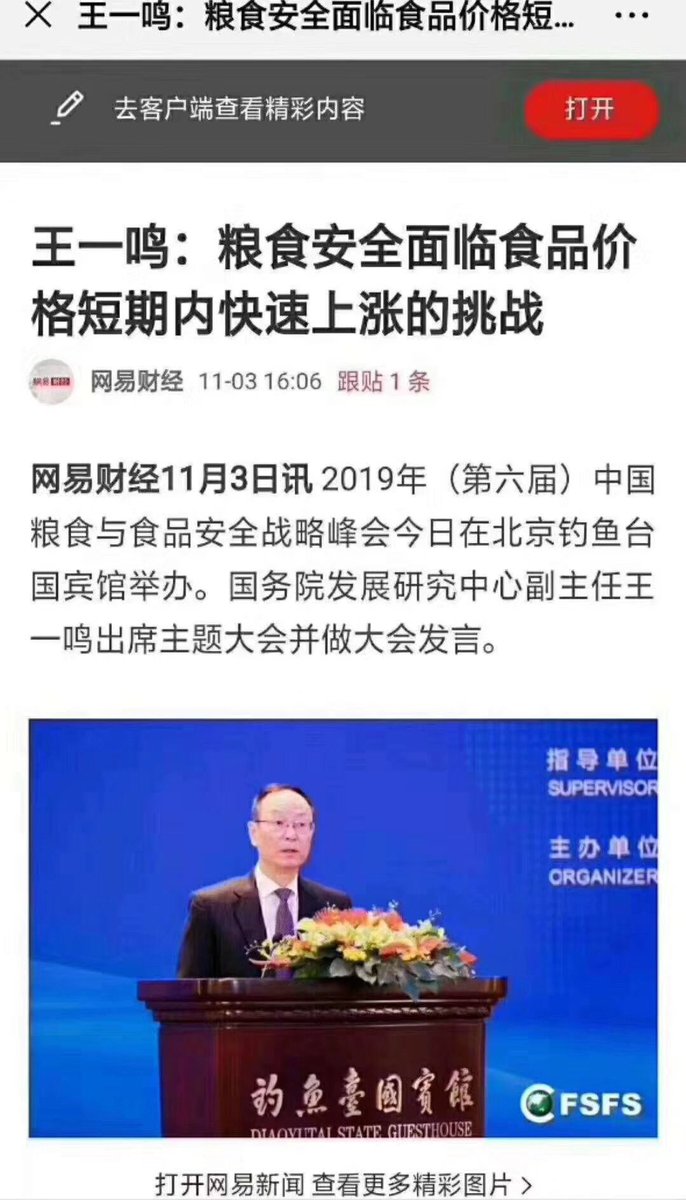 王一鸣：粮食安全面临食品价格短...
去客户端查看精彩内容
打开
王一鸣：粮食安全面临食品价
格短期内快速上涨的挑战
網易 财经
网易财经 11-03 16:06 跟贴 1 条
网易财经11月3日讯 2019年（第六届）中国
粮食与食品安全战略峰会今日在北京钓鱼台
国宾馆举办。国务院发展研究中心副主任王
一鸣出席主题大会并做大会发言。
指导单位
SUPERVISOR
主办单位
ORGANIZER
釣魚臺國賓館
DIAOYUTAI STATE GUESTHOUSE
CFSFS
打开网易新闻 查看更多精彩图片 >